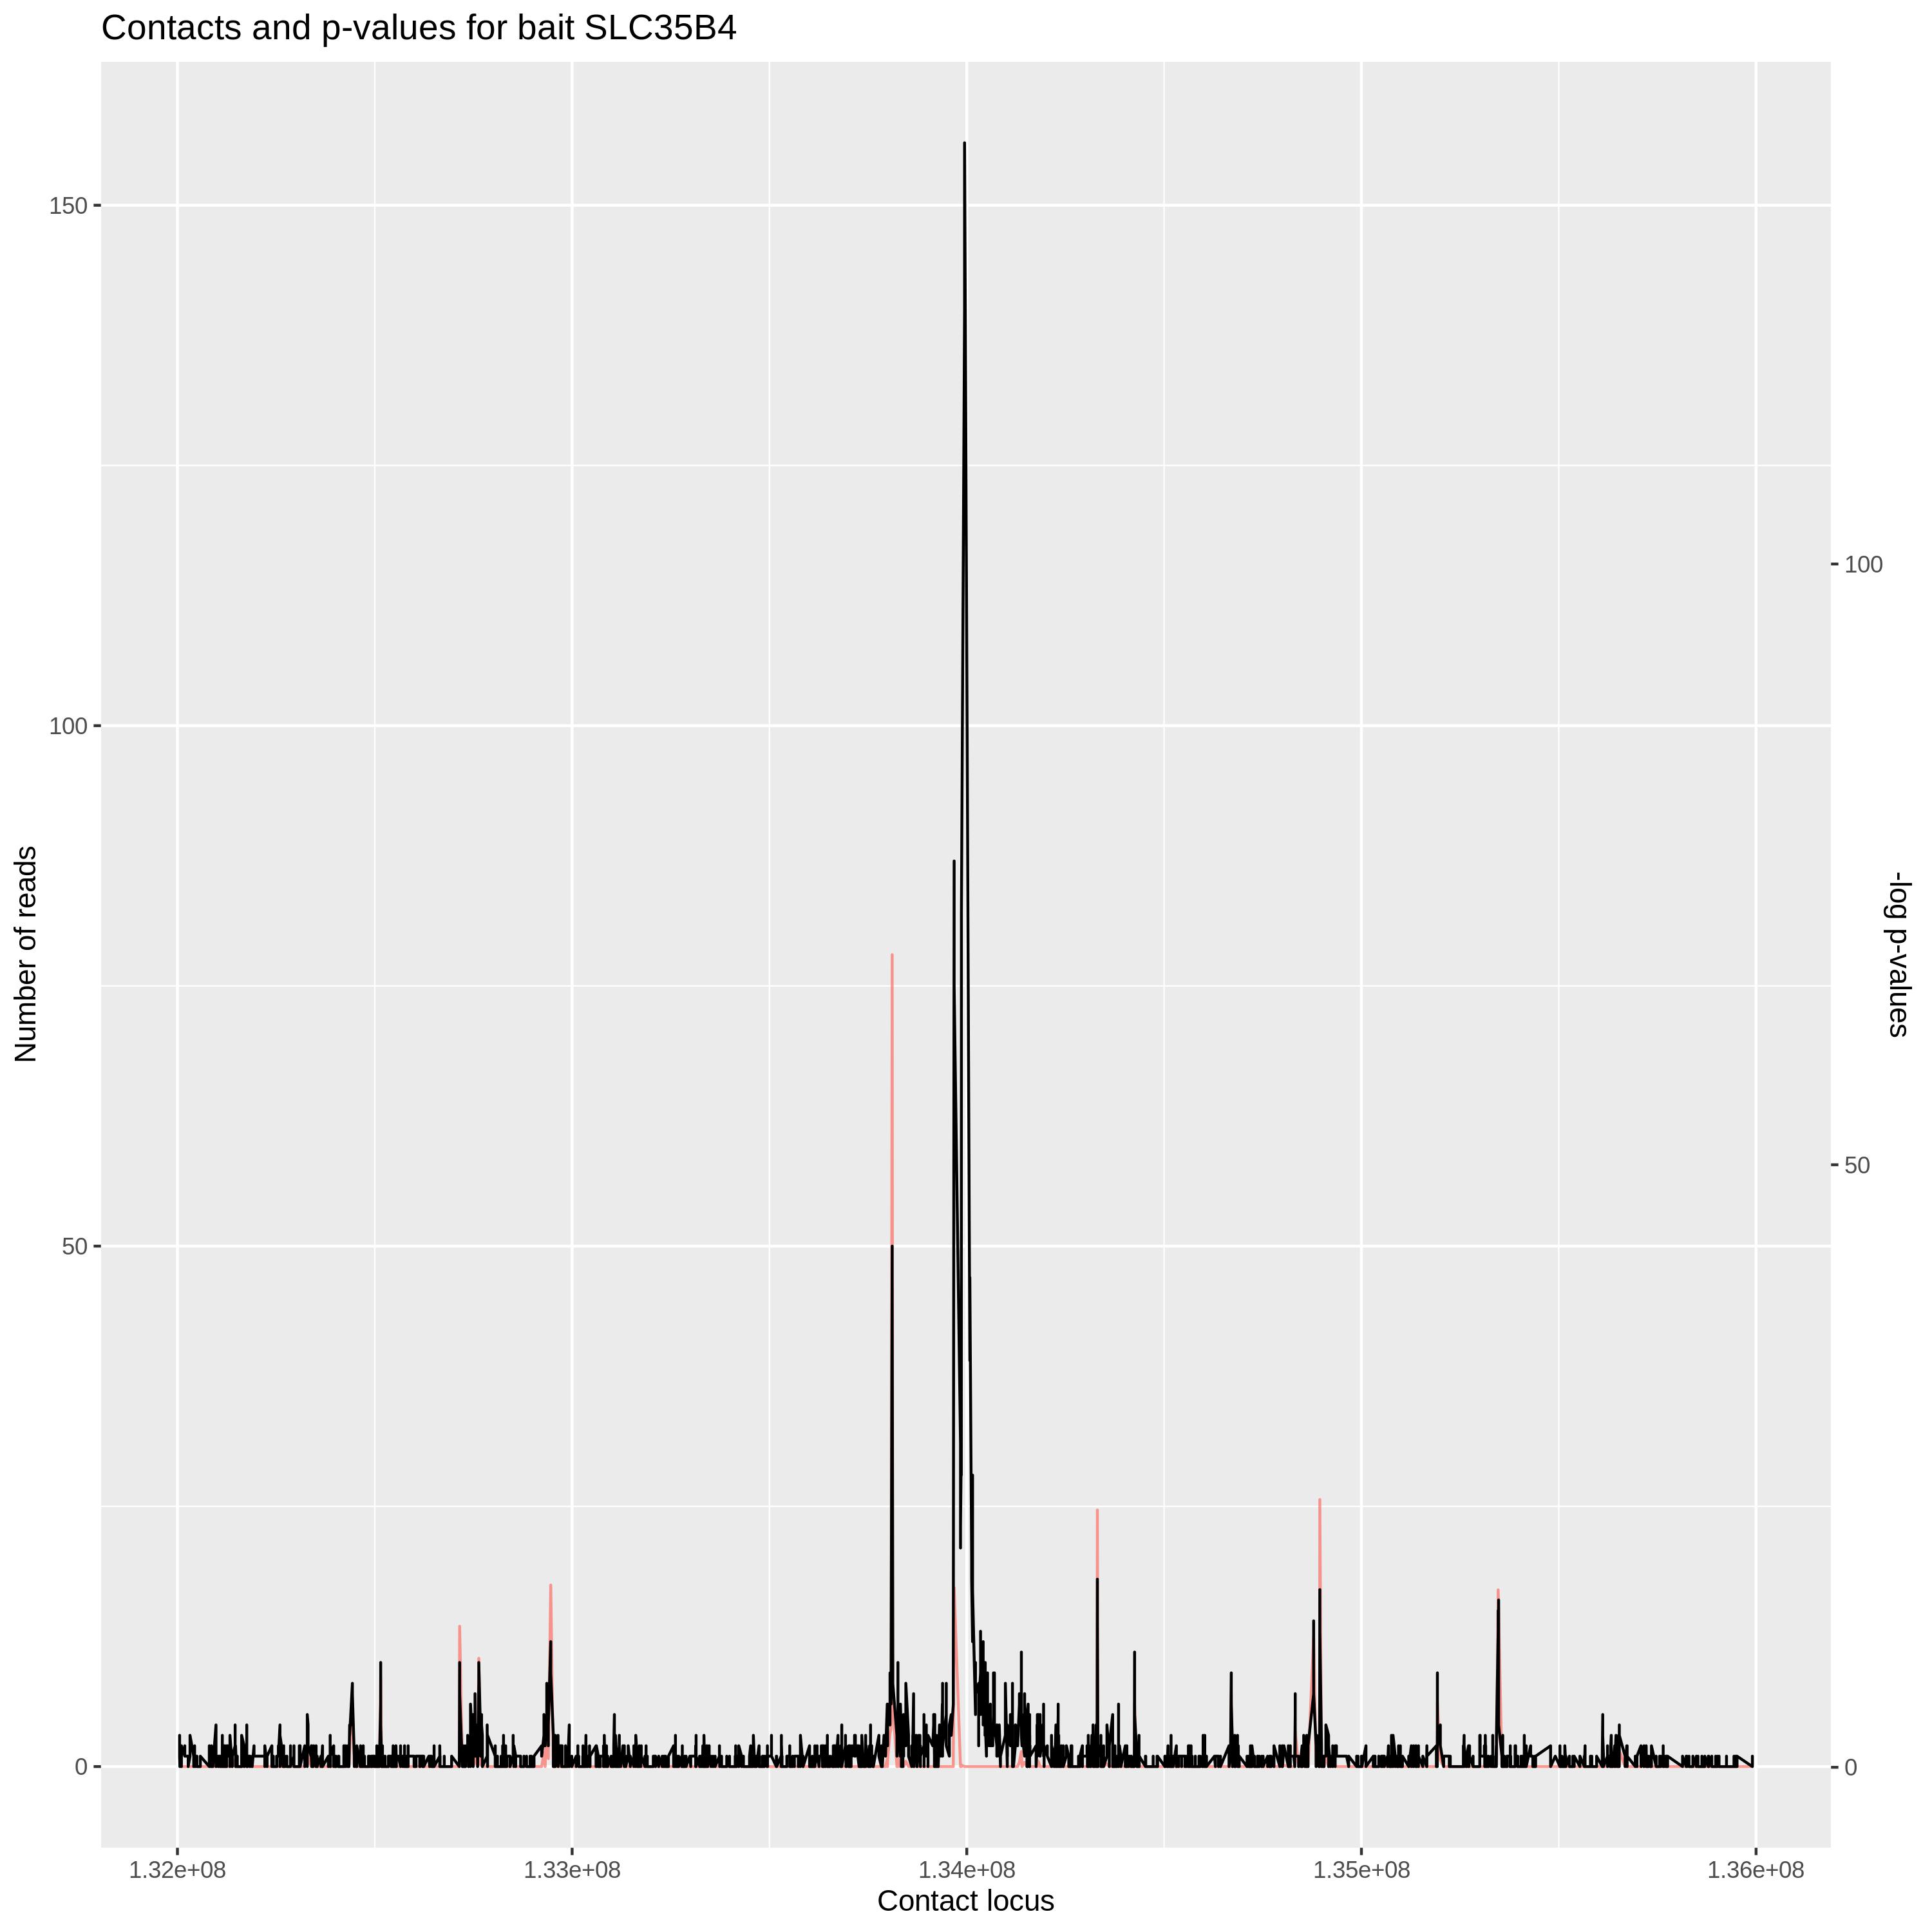 Contacts and p-values for bait SLC35B4
150
100
50
0
Number of reads
100
50
0
-log p-values
1.32e+08
1.33e+08
1.34e+08
1.35e+08
1.36e+08
Contact locus